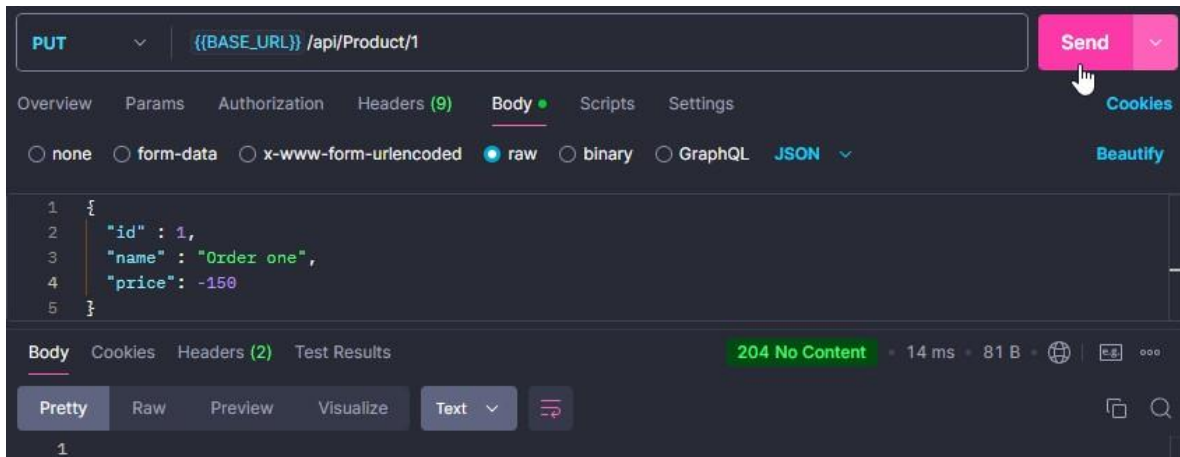 PUT {{BASE_URL}} /api/Product/1 Send
Overview Params Authorization Headers (9) Body Scripts Settings Cookies
none form-data x-www-form-urlencoded raw binary GraphQL JSON Beautify
1 {
2 "id" : 1,
3 "name" : "Order one",
4 "price": -150
5 }
Body Cookies Headers (2) Test Results 204 No Content 14 ms 81 B e.g.
Pretty Raw Preview Visualize Text
1